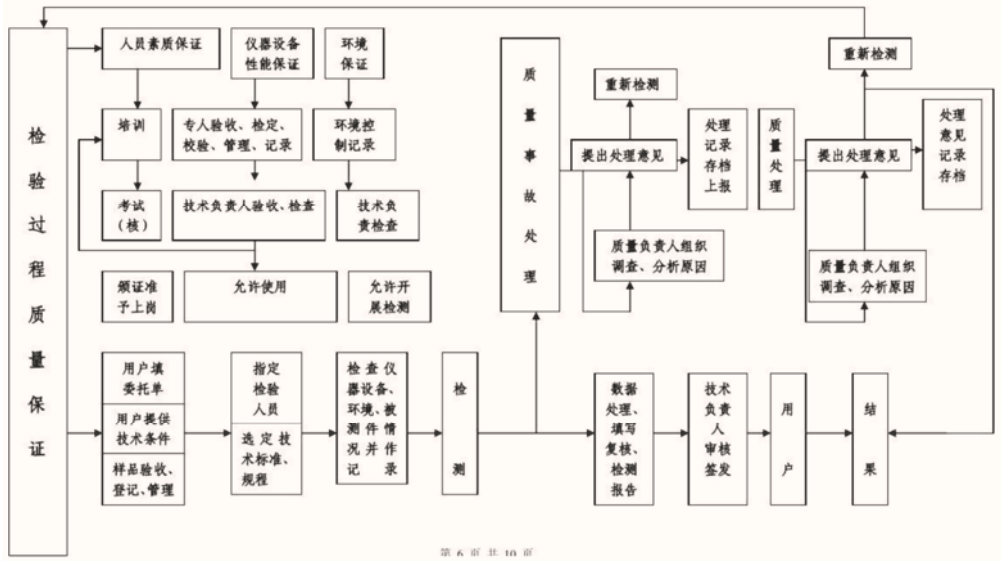 检
验
过
程
质
量
保
证
人员素质保证
仪器设备
性能保证
环境
保证
培训
专人验收、检定、
校验、管理、记录
环境控
制记录
考试
（核）
技术负责人验收、检查
技术负
责检查
颁证准
予上岗
允许使用
允许开
展检测
用户填
委托单
用户提供
技术条件
样品验收、
登记、管理
指定
检验
人员
选定技
术标准、
规程
检查仪
器设备、
环境、被
测件情
况并作
记录
检
测
质
量
事
故
处
理
重新检测
提出处理意见
处理
记录
存档
上报
质量负责人组织
调查、分析原因
质
量
处
理
重新检测
提出处理意见
处理
意见
记录
存档
质量负责人组织
调查、分析原因
数据
处理、
填写
复核、
检测
报告
技术
负责
人
审核
签发
用
户
结
果
第 6 页 共 10 页